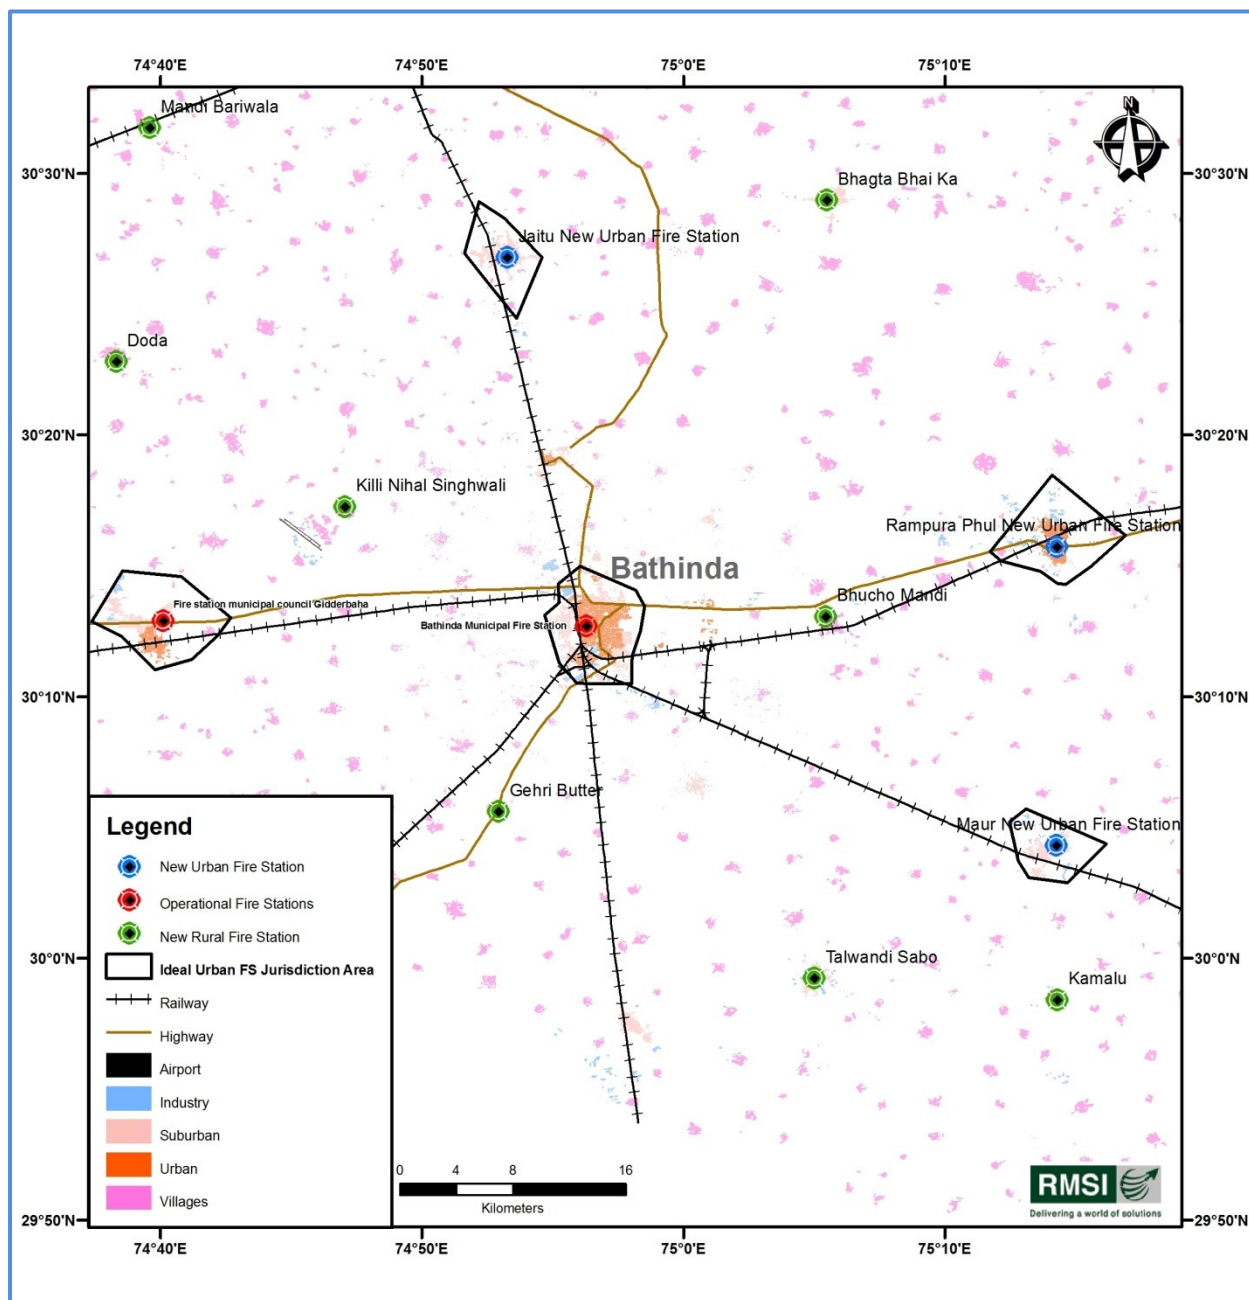 74°40'E 74°50'E 75°0'E 75°10'E
N
Mandi Bariwala
30°30'N 30°30'N
Bhagta Bhai Ka
Jaitu New Urban Fire Station
Doda
30°20'N 30°20'N
Killi Nihal Singhwali
Rampura Phul New Urban Fire Station
Bathinda
Bhucho Mandi
Fire station municipal council Gidderbaha
Bathinda Municipal Fire Station
30°10'N 30°10'N
Gehri Butter
Maur New Urban Fire Station
Legend
New Urban Fire Station
Operational Fire Stations
New Rural Fire Station
Ideal Urban FS Jurisdiction Area
Railway
Highway
Airport
Industry
Suburban
Urban
Villages
30°0'N 30°0'N
Talwandi Sabo
Kamalu
0 4 8 16
Kilometers
RMSI
Delivering a world of solutions
29°50'N 29°50'N
74°40'E 74°50'E 75°0'E 75°10'E